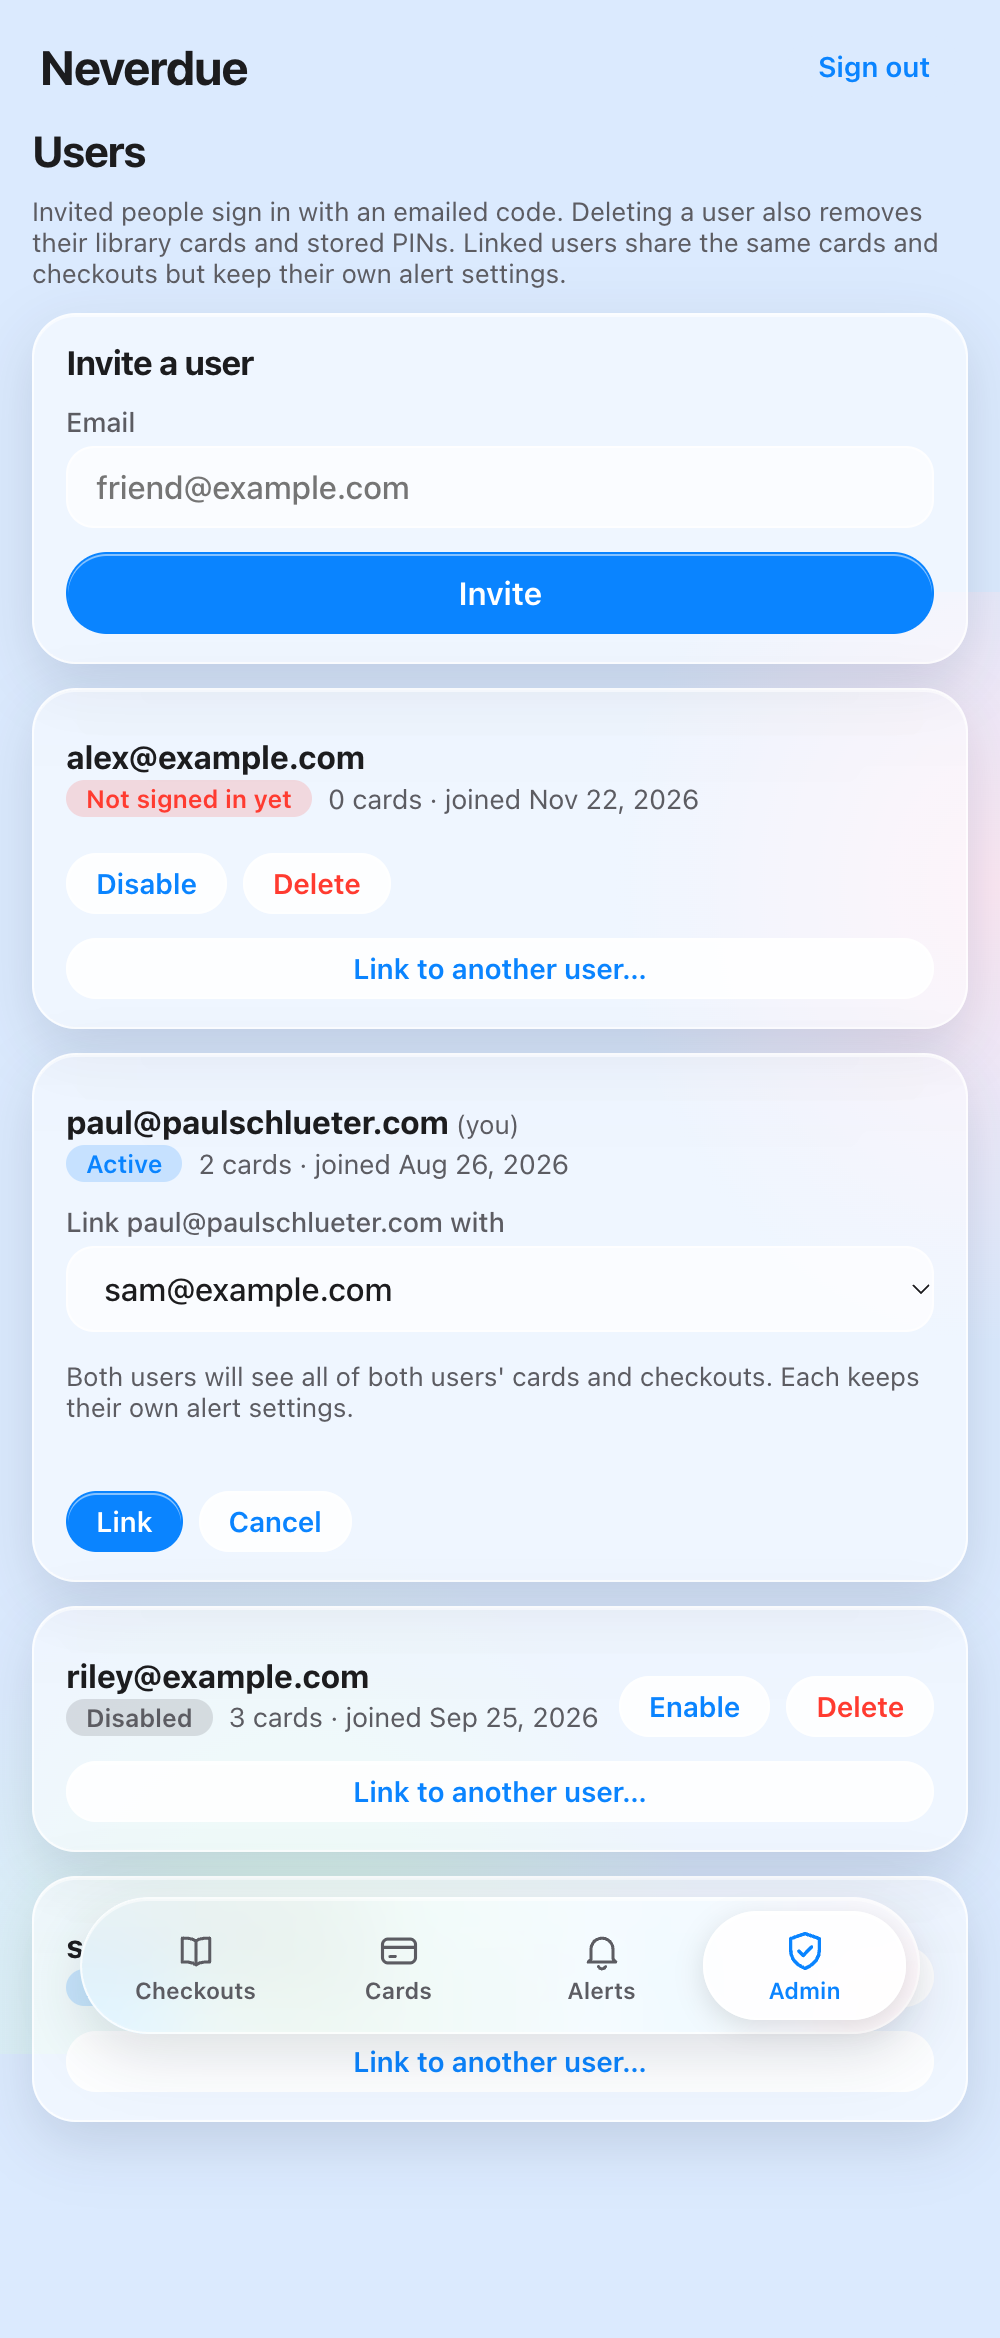 Neverdue
Sign out
Users
Invited people sign in with an emailed code. Deleting a user also removes
their library cards and stored PINs. Linked users share the same cards and
checkouts but keep their own alert settings.
Invite a user
Email
friend@example.com
Invite
alex@example.com
Not signed in yet 0 cards · joined Nov 22, 2026
Disable Delete
Link to another user...
paul@paulschlueter.com (you)
Active 2 cards · joined Aug 26, 2026
Link paul@paulschlueter.com with
sam@example.com
Both users will see all of both users' cards and checkouts. Each keeps
their own alert settings.
Link Cancel
riley@example.com
Disabled 3 cards · joined Sep 25, 2026
Enable Delete
Link to another user...
Checkouts Cards Alerts Admin
Link to another user...